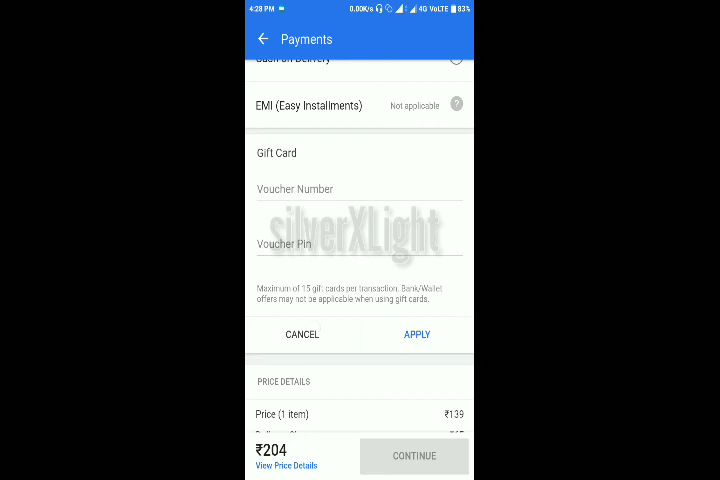 4:28 PM 0.00K/s 4G VoLTE 83%
Payments
Cash on Delivery
EMI (Easy Installments) Not applicable ?
Gift Card
Voucher Number
silverXLight
Voucher Pin
Maximum of 15 gift cards per transaction. Bank/Wallet
offers may not be applicable when using gift cards.
CANCEL APPLY
PRICE DETAILS
Price (1 item) ₹139
₹204 CONTINUE
View Price Details